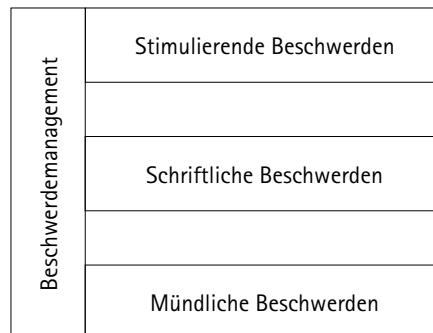 Beschwerdemanagement
Stimulierende Beschwerden
Schriftliche Beschwerden
Mündliche Beschwerden